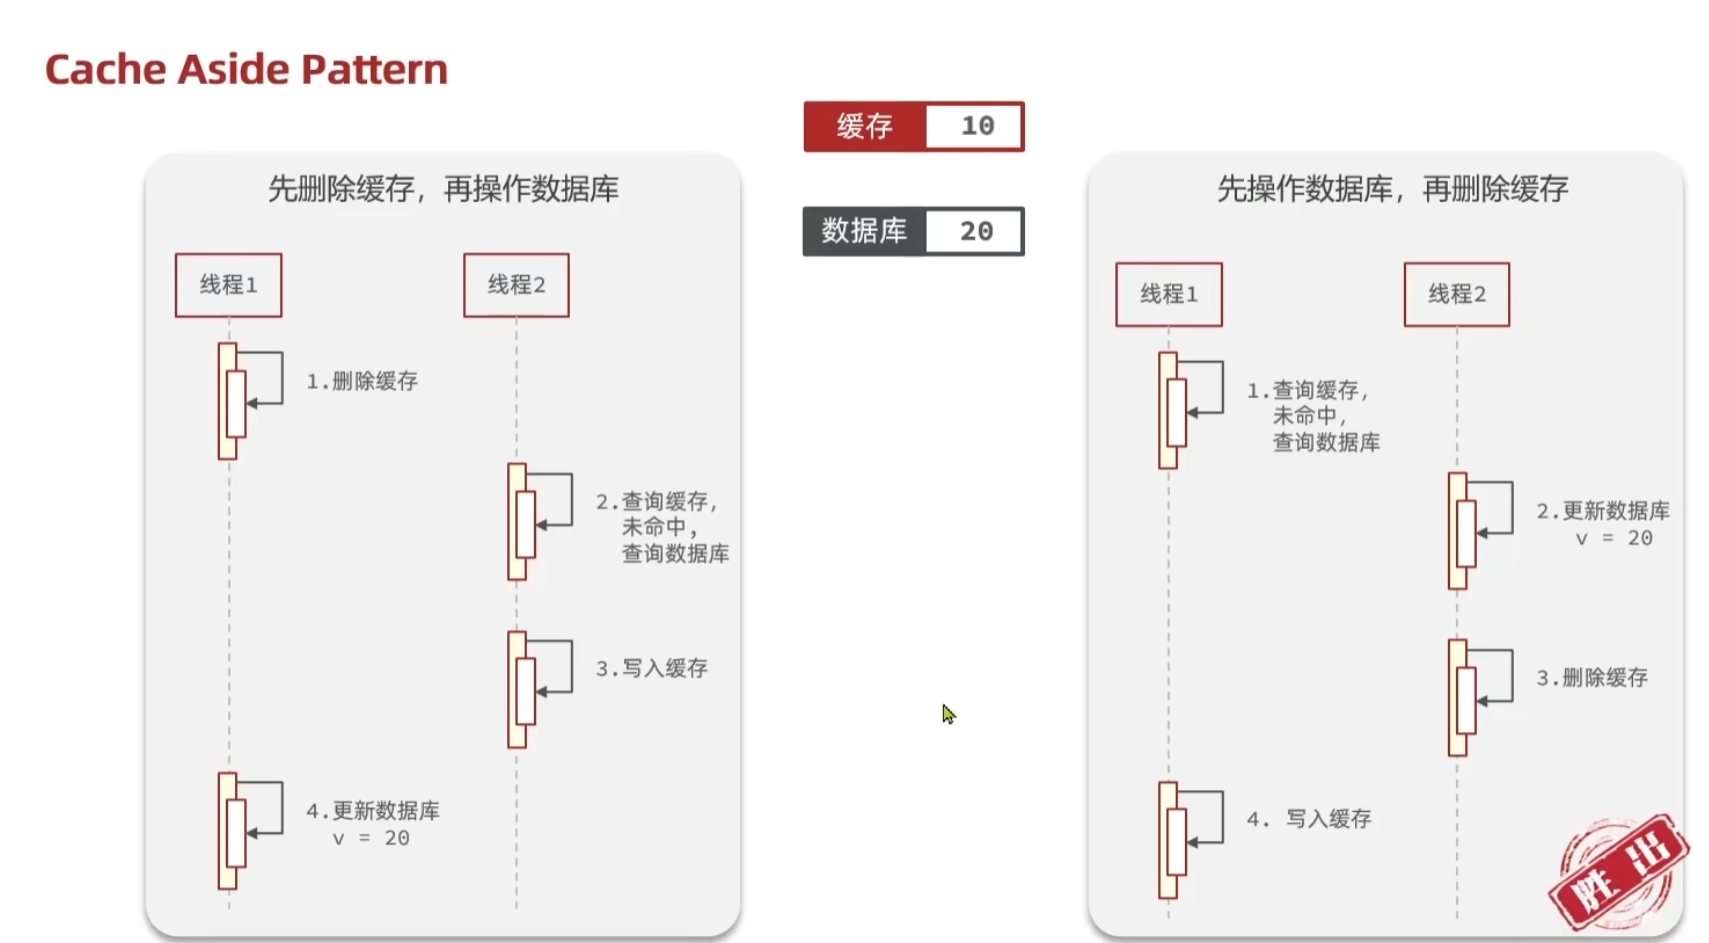 Cache Aside Pattern
缓存 10
数据库 20
先删除缓存，再操作数据库
线程1
线程2
1.删除缓存
2.查询缓存，
未命中，
查询数据库
3.写入缓存
4.更新数据库
v = 20
先操作数据库，再删除缓存
线程1
线程2
1.查询缓存，
未命中，
查询数据库
2.更新数据库
v = 20
3.删除缓存
4. 写入缓存
胜出